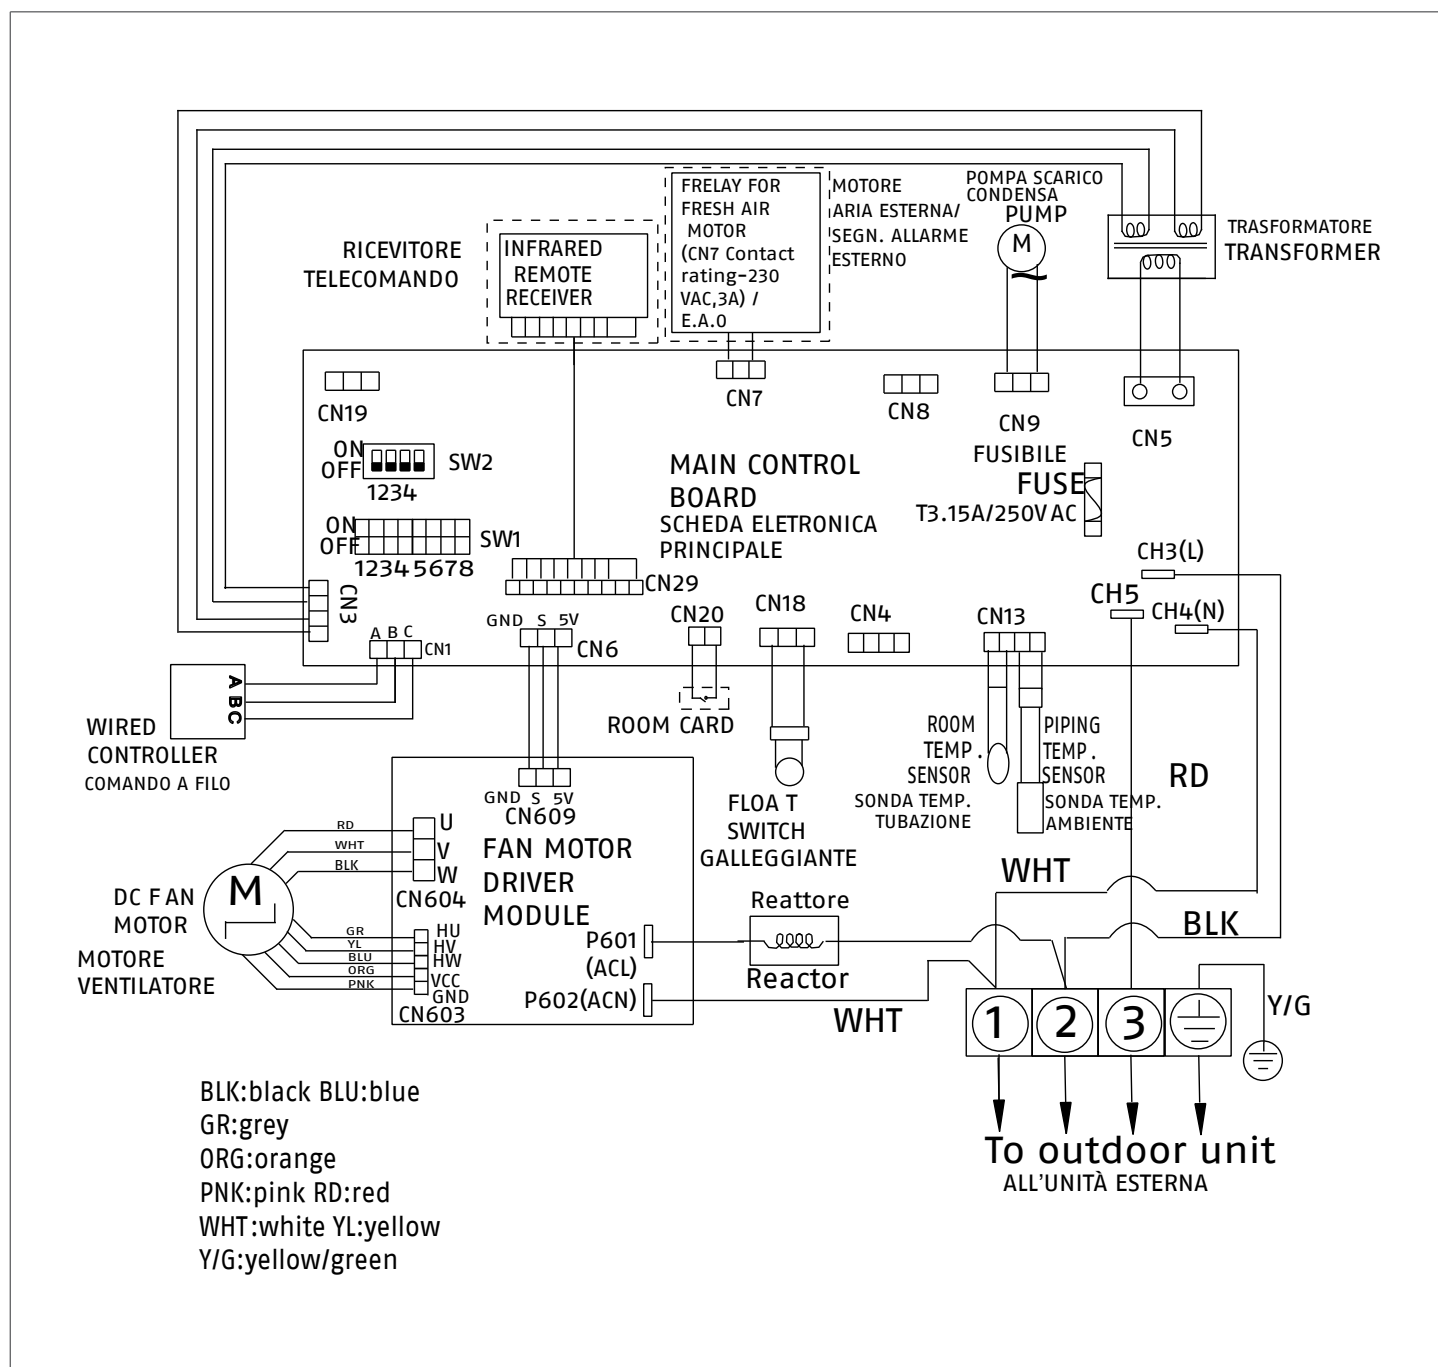 RICEVITORE
TELECOMANDO
INFRARED
REMOTE
RECEIVER
FRELAY FOR
FRESH AIR
MOTOR
(CN7 Contact
rating-230
VAC,3A) /
E.A.O
MOTORE
ARIA ESTERNA/
SEGN. ALLARME
ESTERNO
POMPA SCARICO
CONDENSA
PUMP
M
TRASFORMATORE
TRANSFORMER
CN19
CN7
CN8
CN9
CN5
ON
OFF
SW2
1234
ON
OFF
SW1
12345678
MAIN CONTROL
BOARD
SCHEDA ELETRONICA
PRINCIPALE
FUSIBILE
FUSE
T3.15A/250V AC
CH3(L)
CH5
CH4(N)
CN29
CN3
A B C
CN1
GND S 5V
CN6
CN20
CN18
CN4
CN13
A
B
C
WIRED
CONTROLLER
COMANDO A FILO
ROOM CARD
FLOA T
SWITCH
GALLEGGIANTE
ROOM
TEMP.
SENSOR
SONDA TEMP.
TUBAZIONE
PIPING
TEMP.
SENSOR
SONDA TEMP.
AMBIENTE
RD
WHT
BLK
GND S 5V
CN609
FAN MOTOR
DRIVER
MODULE
RD
WHT
BLK
U
V
W
CN604
M
DC F AN
MOTOR
MOTORE
VENTILATORE
GR
YL
BLU
ORG
PNK
HU
HV
HW
VCC
GND
CN603
P601
(ACL)
P602(ACN)
Reattore
Reactor
WHT
1
2
3
Y/G
To outdoor unit
ALL'UNITÀ ESTERNA
BLK:black BLU:blue
GR:grey
ORG:orange
PNK:pink RD:red
WHT:white YL:yellow
Y/G:yellow/green